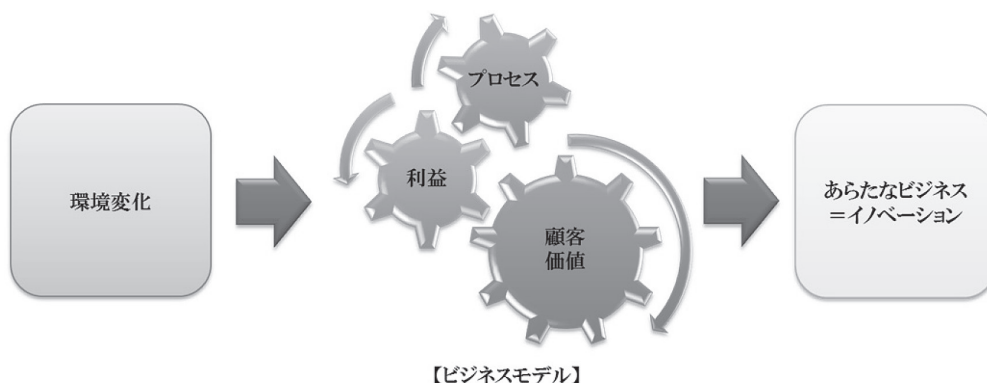 環境変化
プロセス
利益
顧客
価値
あらたなビジネス
＝イノベーション
【ビジネスモデル】